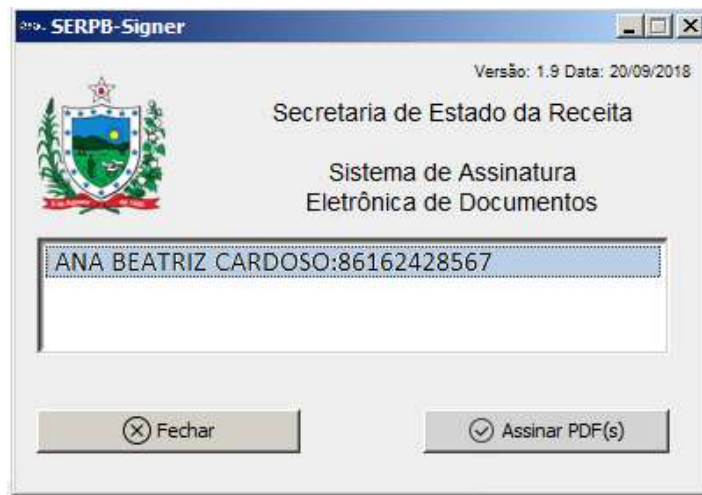 SERPB-Signer
Versão: 1.9 Data: 20/09/2018
Secretaria de Estado da Receita
Sistema de Assinatura
Eletrônica de Documentos
ANA BEATRIZ CARDOSO:86162428567
Fechar
Assinar PDF(s)